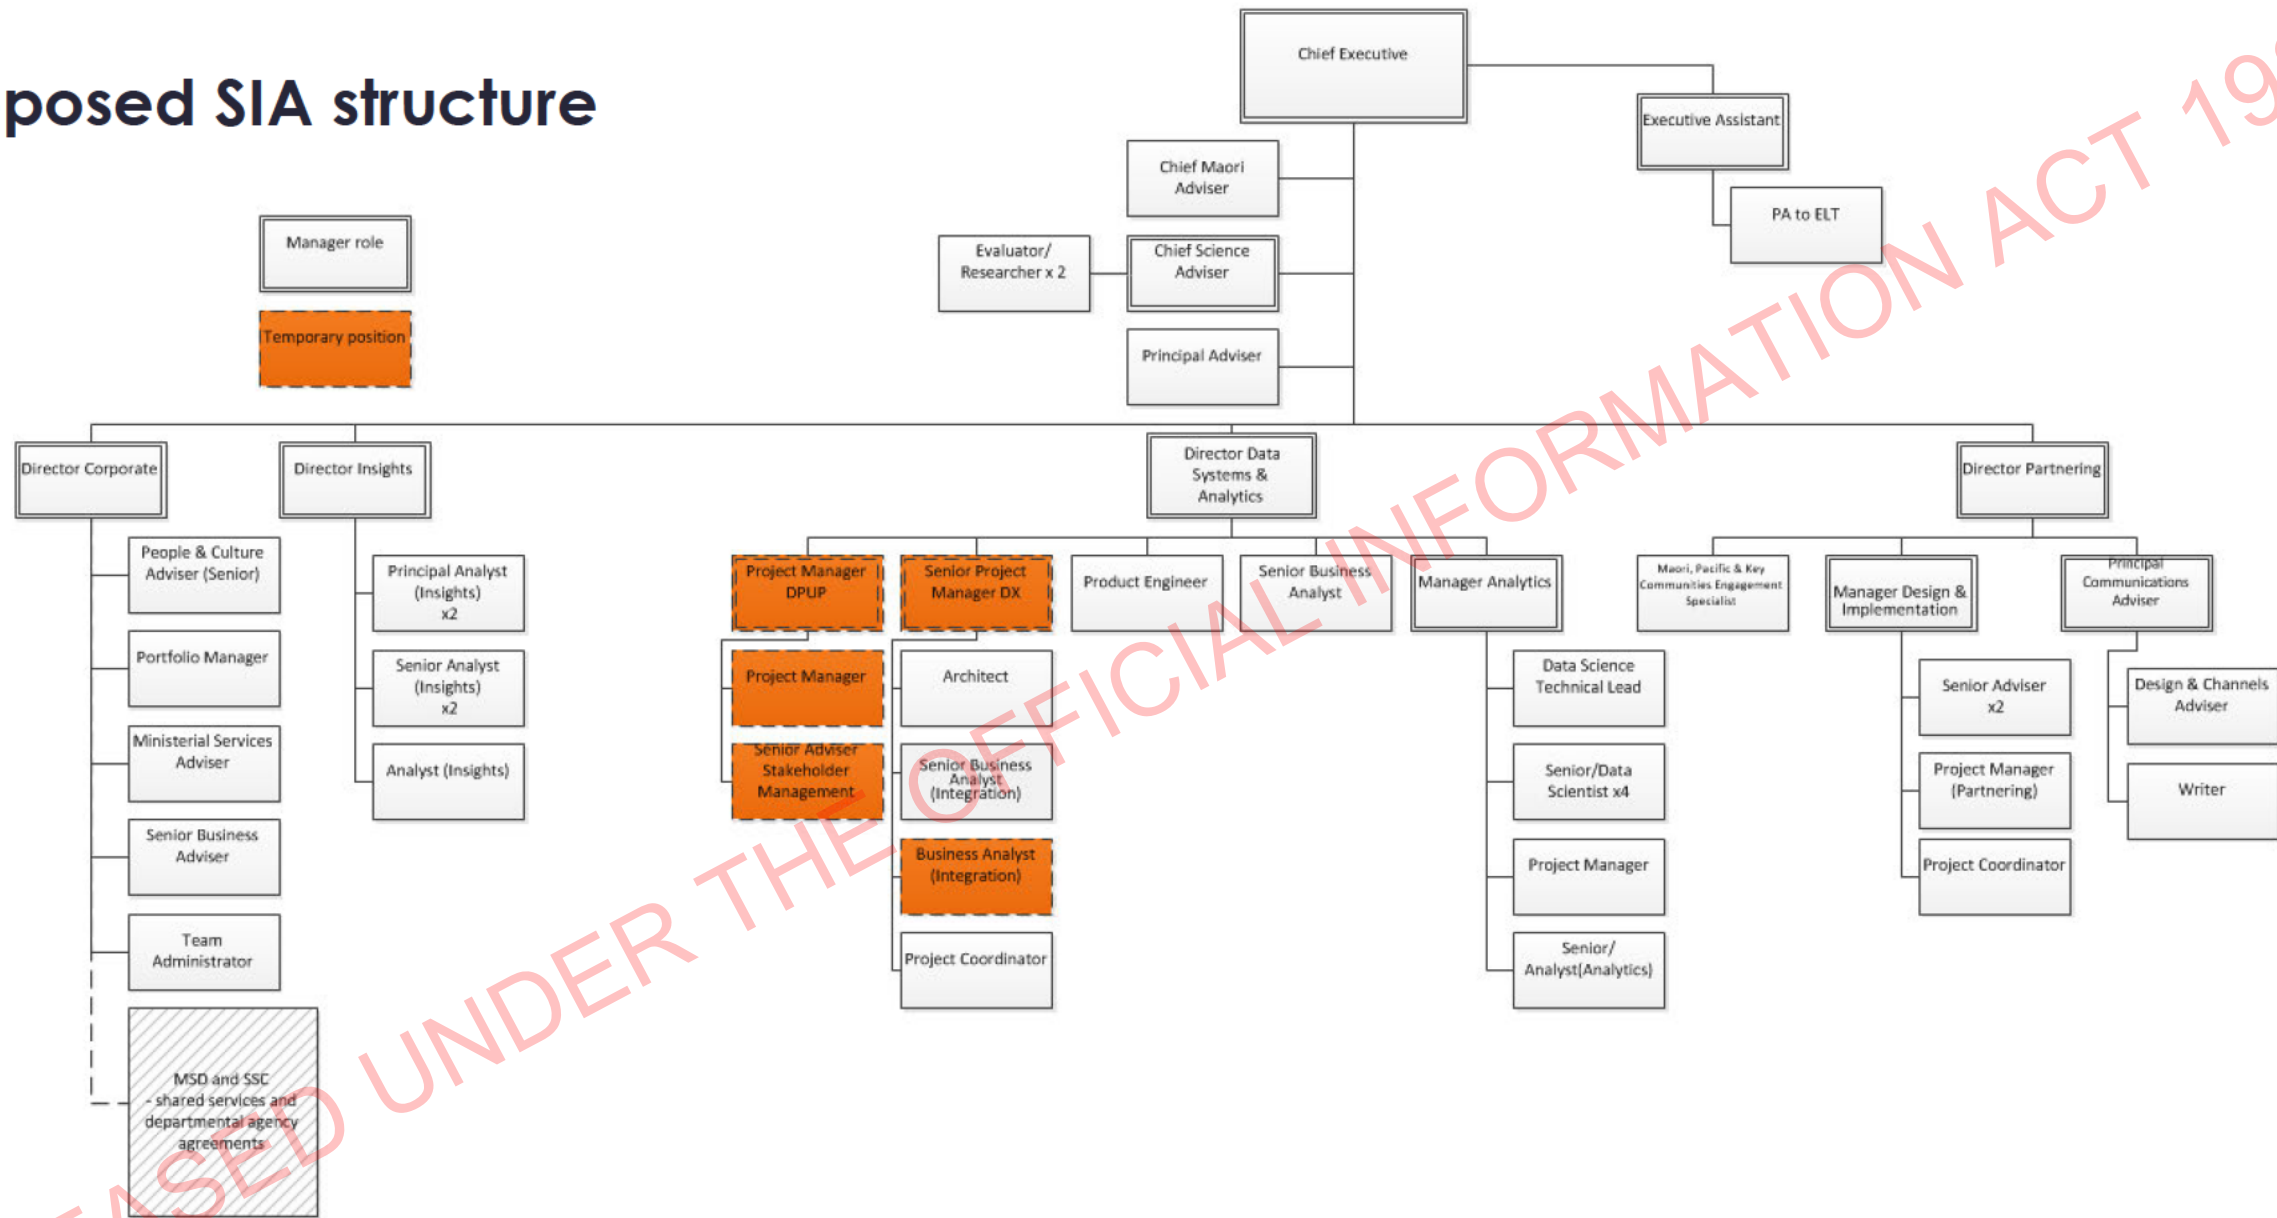 posed SIA structure
Chief Executive
Executive Assistant
PA to ELT
Chief Maori
Adviser
Evaluator/
Researcher x 2
Chief Science
Adviser
Principal Adviser
Manager role
Temporary position
Director Corporate
Director Insights
Director Data
Systems &
Analytics
Director Partnering
People & Culture
Adviser (Senior)
Portfolio Manager
Ministerial Services
Adviser
Senior Business
Adviser
Team
Administrator
MSD and SSC
- shared services and
departmental agency
agreements
Principal Analyst
(Insights)
x2
Senior Analyst
(Insights)
x2
Analyst (Insights)
Project Manager
DPUP
Project Manager
Senior Adviser
Stakeholder
Management
Senior Project
Manager DX
Architect
Senior Business
Analyst
(Integration)
Business Analyst
(Integration)
Project Coordinator
Product Engineer
Senior Business
Analyst
Manager Analytics
Data Science
Technical Lead
Senior/Data
Scientist x4
Project Manager
Senior/
Analyst(Analytics)
Maori, Pacific & Key
Communities Engagement
Specialist
Manager Design &
Implementation
Senior Adviser
x2
Project Manager
(Partnering)
Project Coordinator
Principal
Communications
Adviser
Design & Channels
Adviser
Writer
EASED UNDER THE OFFICIAL INFORMATION ACT 19